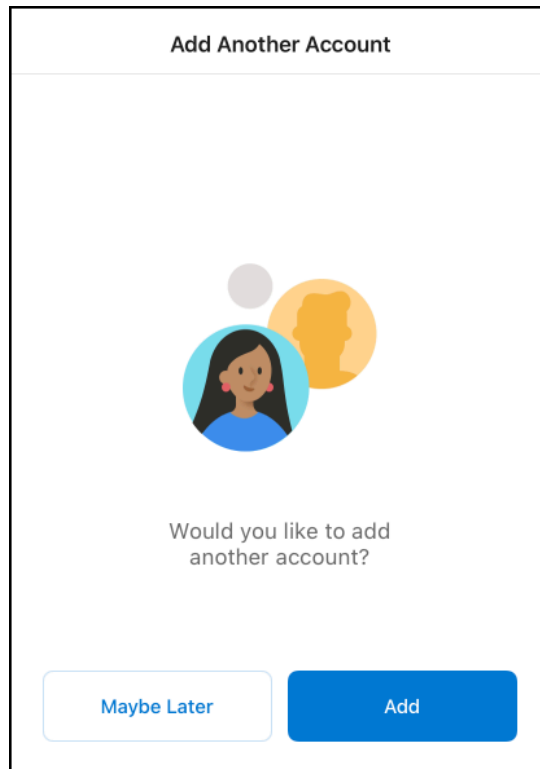 Add Another Account
Would you like to add
another account?
Maybe Later
Add